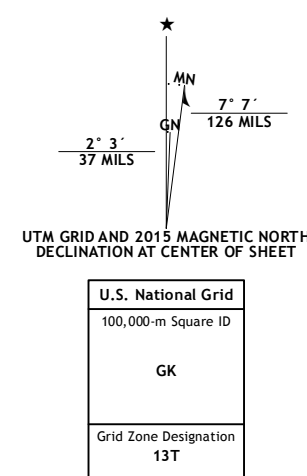 ★
MN
GN
7° 7´
126 MILS
2° 3´
37 MILS
UTM GRID AND 2015 MAGNETIC NORTH
DECLINATION AT CENTER OF SHEET
U.S. National Grid
100,000-m Square ID
GK
Grid Zone Designation
13T